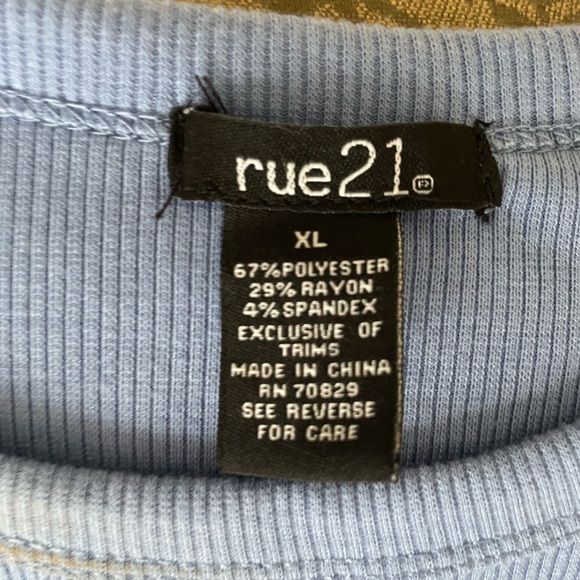 rue21
XL
67%POLYESTER
29%RAYON
4%SPANDEX
EXCLUSIVE OF
TRIMS
MADE IN CHINA
RN 70829
SEE REVERSE
FOR CARE